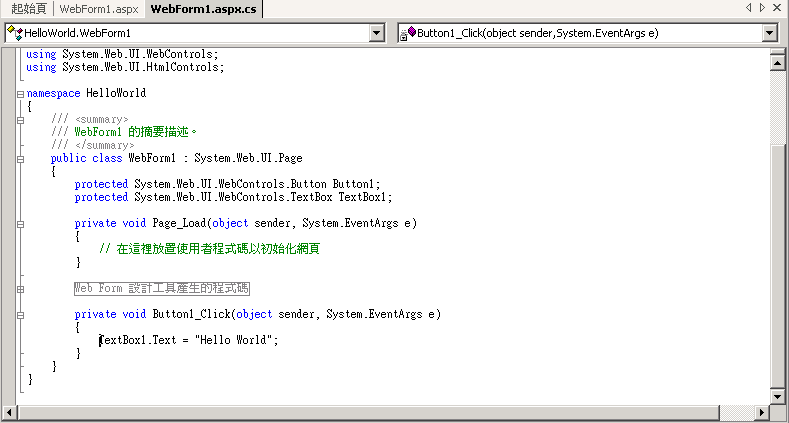 起始頁 WebForm1.aspx WebForm1.aspx.cs
HelloWorld.WebForm1 Button1_Click(object sender,System.EventArgs e)
using System.Web.UI.WebControls;
using System.Web.UI.HtmlControls;
namespace HelloWorld
{
/// <summary>
/// WebForm1 的摘要描述。
/// </summary>
public class WebForm1 : System.Web.UI.Page
{
protected System.Web.UI.WebControls.Button Button1;
protected System.Web.UI.WebControls.TextBox TextBox1;
private void Page_Load(object sender, System.EventArgs e)
{
// 在這裡放置使用者程式碼以初始化網頁
}
Web Form 設計工具產生的程式碼
private void Button1_Click(object sender, System.EventArgs e)
{
TextBox1.Text = "Hello World";
}
}
}